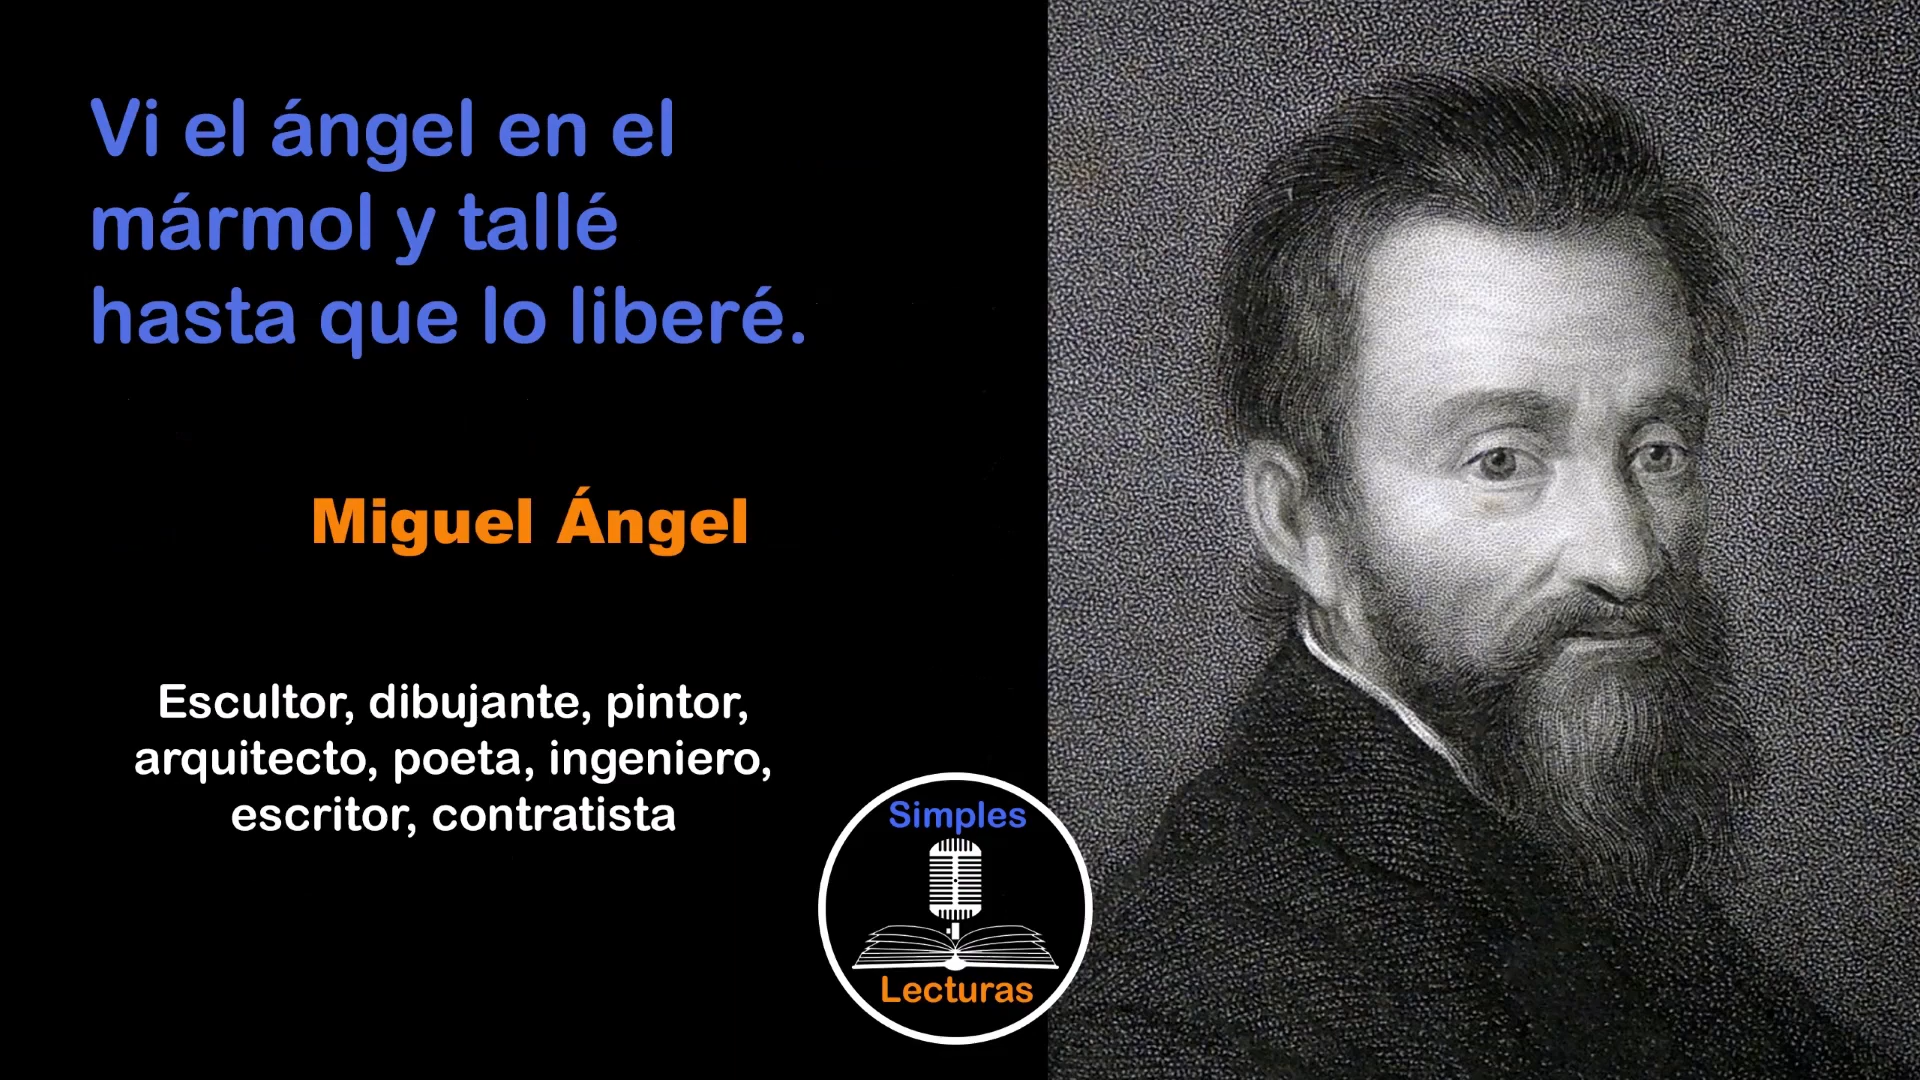 Vi el ángel en el
mármol y tallé
hasta que lo liberé.
Miguel Ángel
Escultor, dibujante, pintor,
arquitecto, poeta, ingeniero,
escritor, contratista
Simples
Lecturas